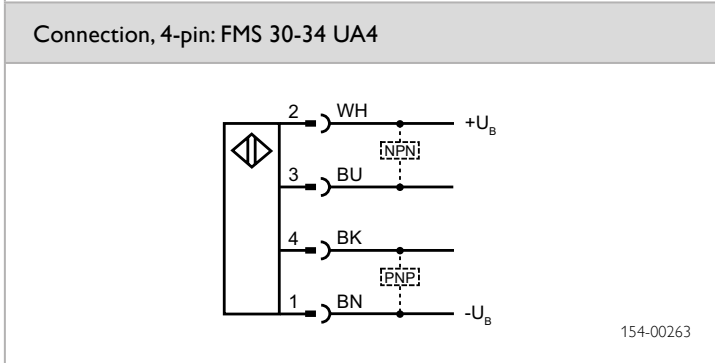 Connection, 4-pin: FMS 30-34 UA4
2 WH +U_B
NPN
3 BU
4 BK
PNP
1 BN -U_B
154-00263